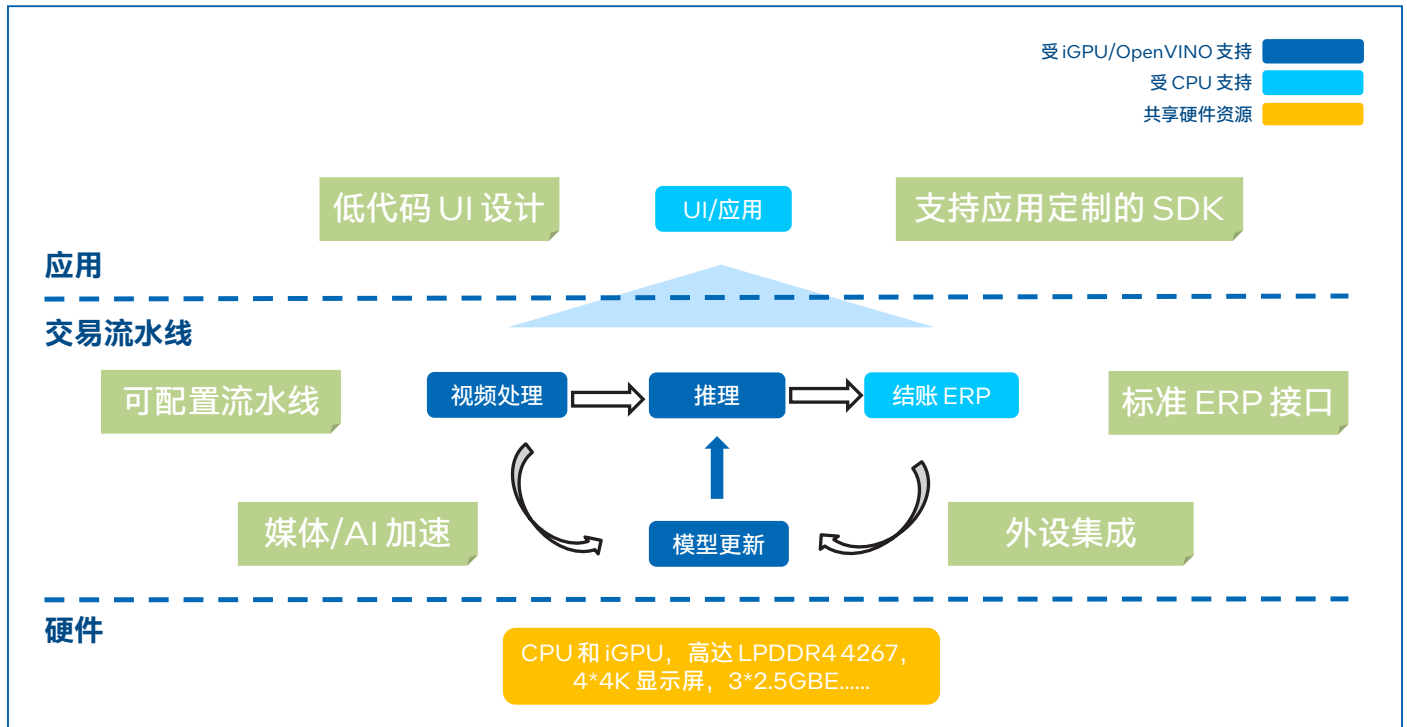 受 iGPU/OpenVINO 支持
受 CPU 支持
共享硬件资源
低代码 UI 设计
UI/应用
支持应用定制的 SDK
应用
交易流水线
可配置流水线
视频处理
推理
结账 ERP
标准 ERP 接口
媒体/AI 加速
模型更新
外设集成
硬件
CPU 和 iGPU，高达 LPDDR4 4267，
4*4K 显示屏，3*2.5GBE......